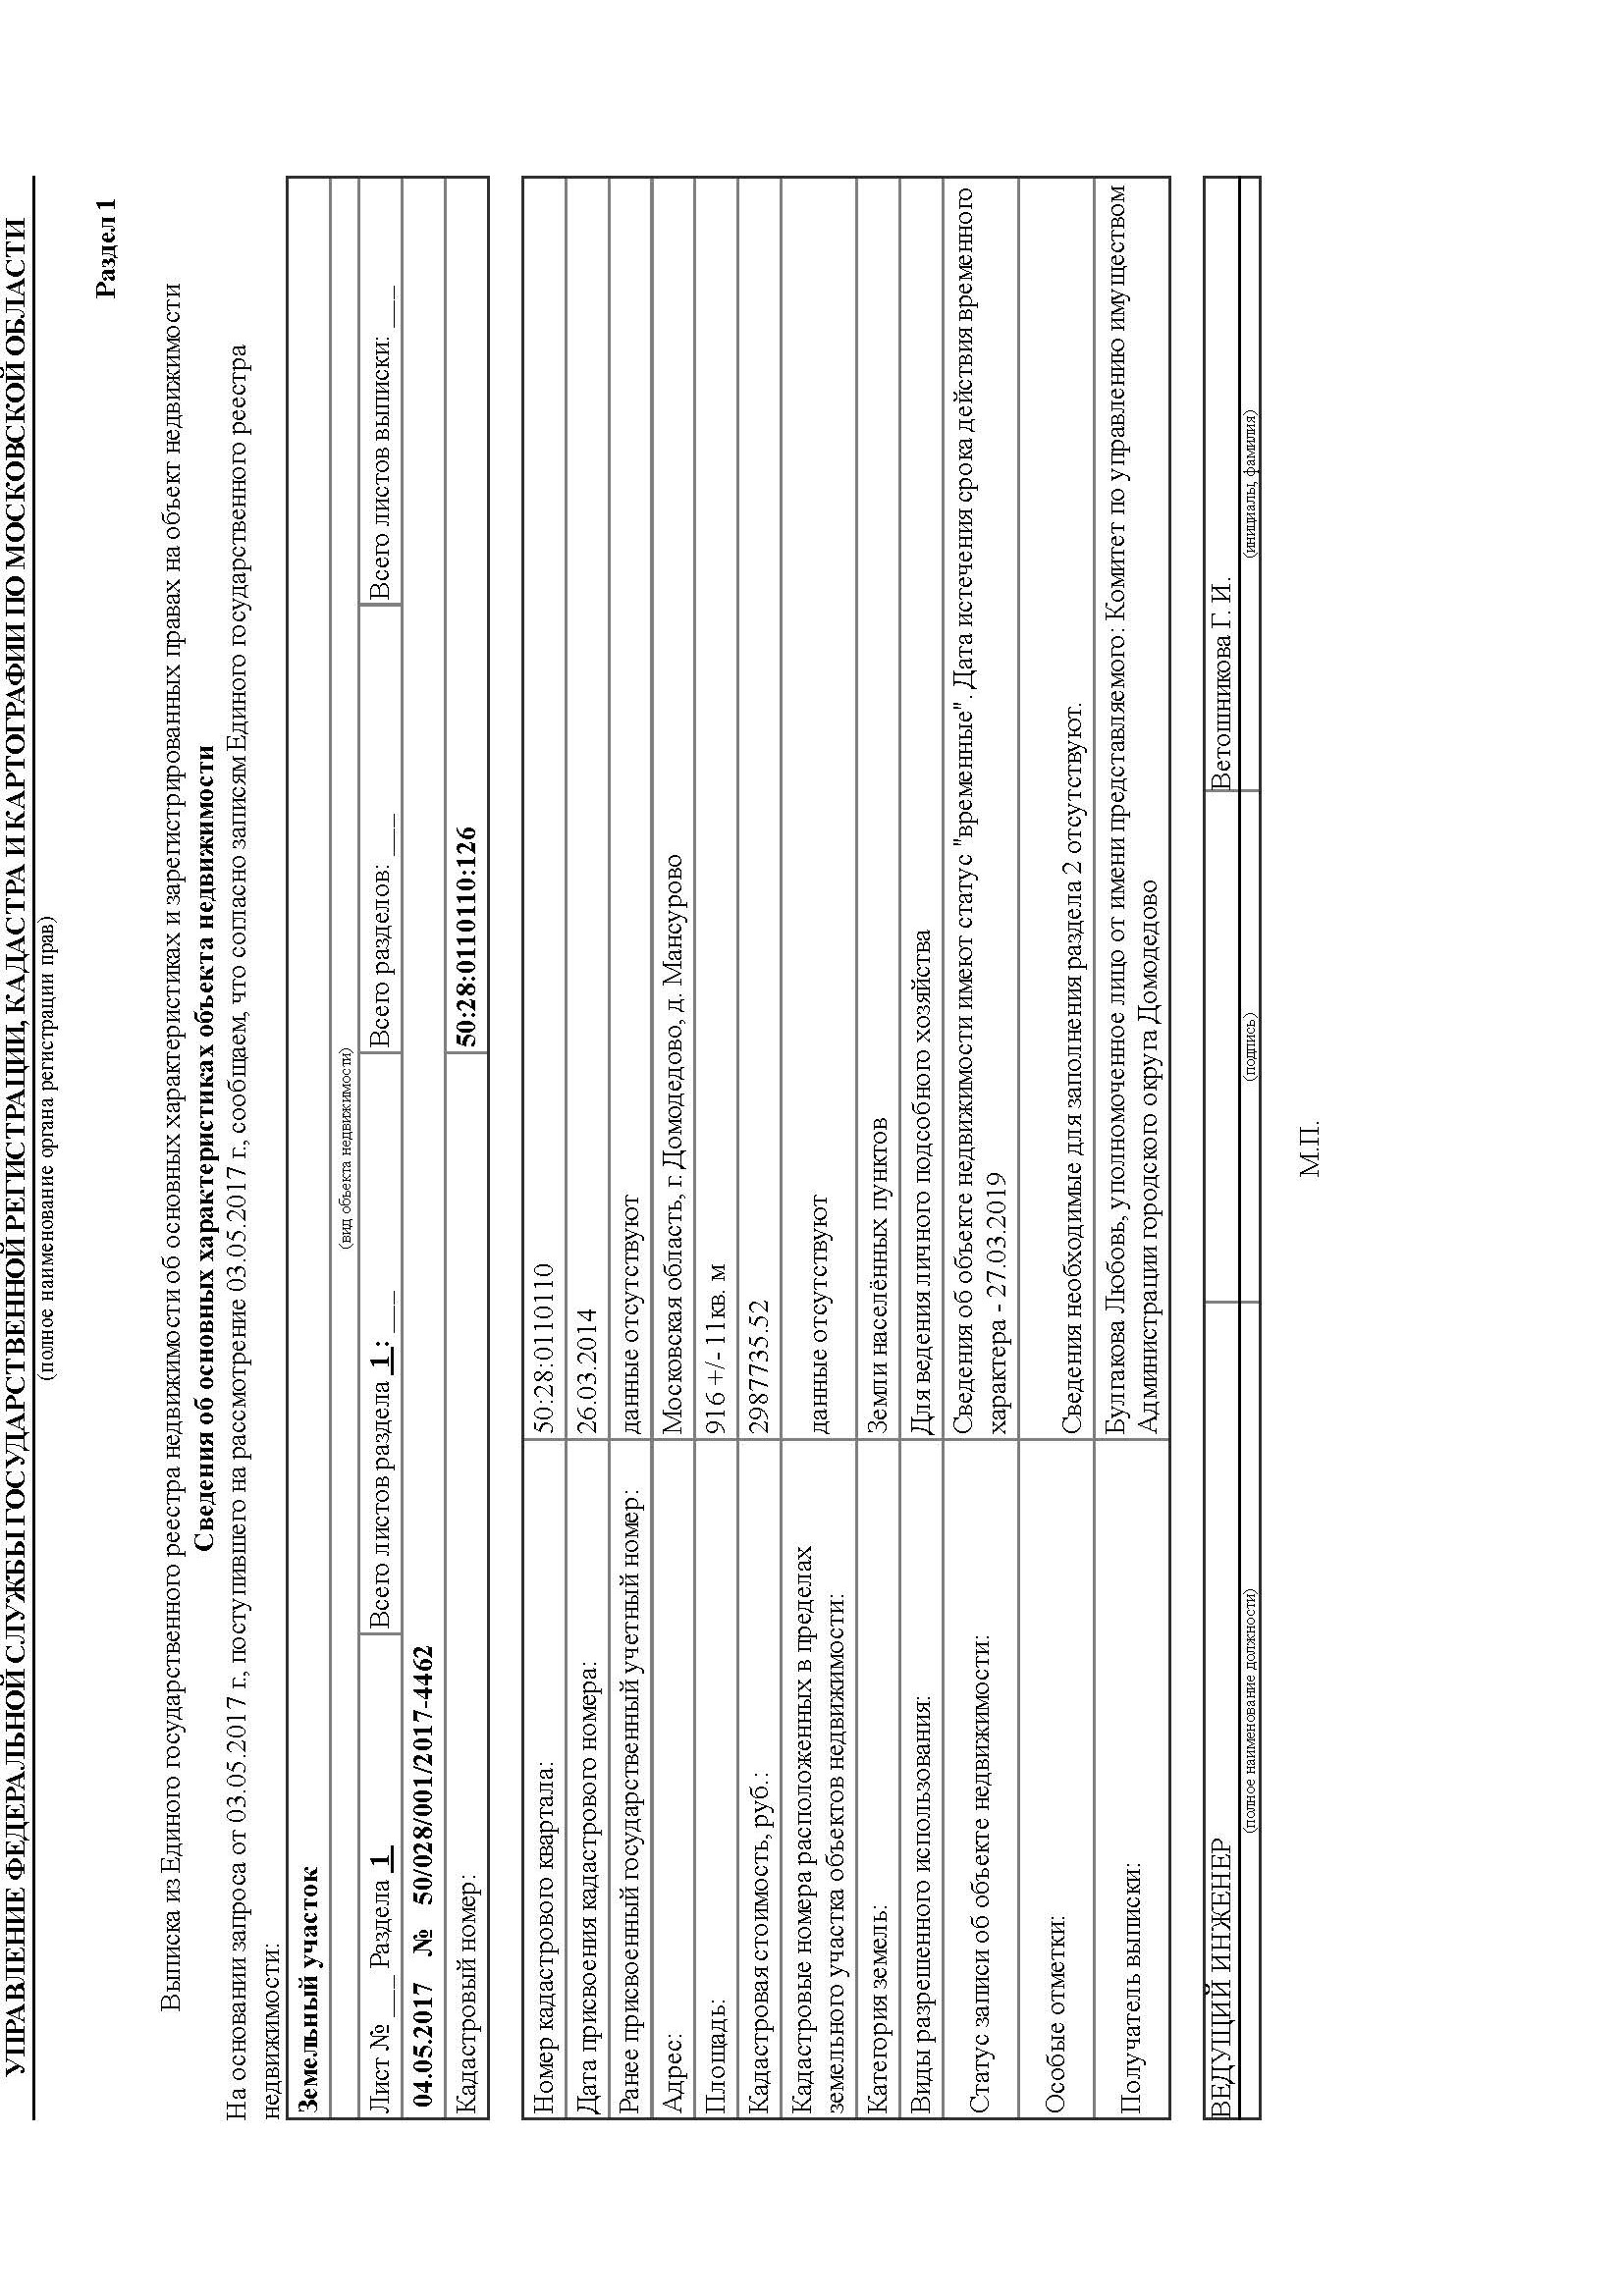 УПРАВЛЕНИЕ ФЕДЕРАЛЬНОЙ СЛУЖБЫ ГОСУДАРСТВЕННОЙ РЕГИСТРАЦИИ, КАДАСТРА И КАРТОГРАФИИ ПО МОСКОВСКОЙ ОБЛАСТИ
(полное наименование органа регистрации прав)
Раздел 1
Выписка из Единого государственного реестра недвижимости об основных характеристиках и зарегистрированных правах на объект недвижимости
Сведения об основных характеристиках объекта недвижимости
На основании запроса от 03.05.2017 г., поступившего на рассмотрение 03.05.2017 г., сообщаем, что согласно записям Единого государственного реестра
недвижимости:
Земельный участок
(вид объекта недвижимости)
Лист № ___ Раздела 1 Всего листов раздела 1 : ___ Всего разделов: ___ Всего листов выписки: ___
04.05.2017 № 50/028/001/2017-4462
Кадастровый номер: 50:28:0110110:126
Номер кадастрового квартала: 50:28:0110110
Дата присвоения кадастрового номера: 26.03.2014
Ранее присвоенный государственный учетный номер: данные отсутствуют
Адрес: Московская область, г. Домодедово, д. Мансурово
Площадь: 916 +/- 11кв. м
Кадастровая стоимость, руб.: 2987735.52
Кадастровые номера расположенных в пределах
земельного участка объектов недвижимости: данные отсутствуют
Категория земель: Земли населённых пунктов
Виды разрешенного использования: Для ведения личного подсобного хозяйства
Статус записи об объекте недвижимости: Сведения об объекте недвижимости имеют статус "временные". Дата истечения срока действия временного
характера - 27.03.2019
Особые отметки: Сведения необходимые для заполнения раздела 2 отсутствуют.
Получатель выписки: Булгакова Любовь, уполномоченное лицо от имени представляемого: Комитет по управлению имуществом
Администрации городского округа Домодедово
ВЕДУЩИЙ ИНЖЕНЕР Ветошникова Г. И.
(полное наименование должности) (подпись) (инициалы, фамилия)
М.П.